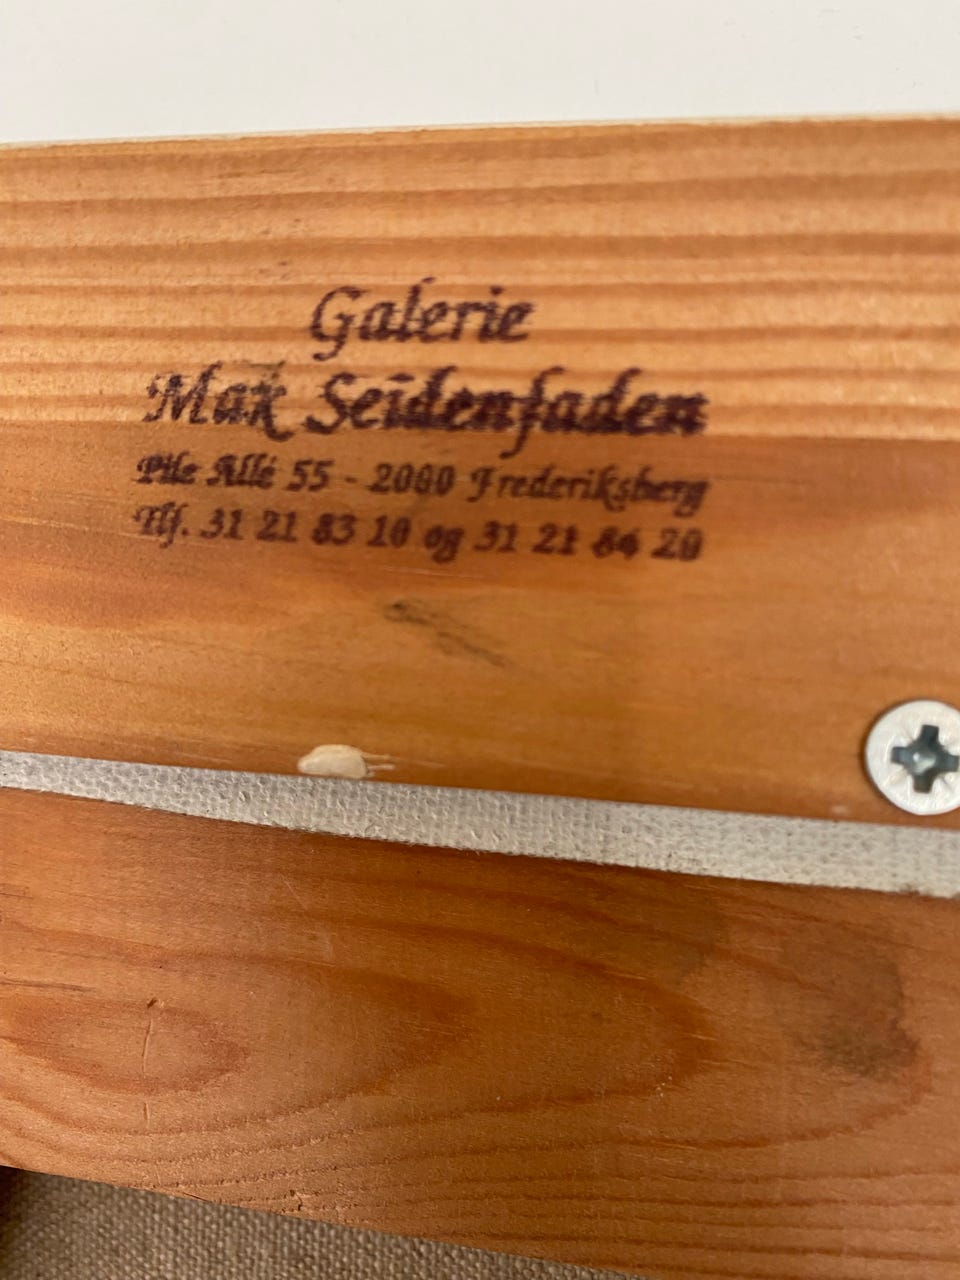 Galerie
Max Seidenfaden
Pile Allé 55 - 2000 Frederiksberg
Tlf. 31 21 83 10 og 31 21 84 20